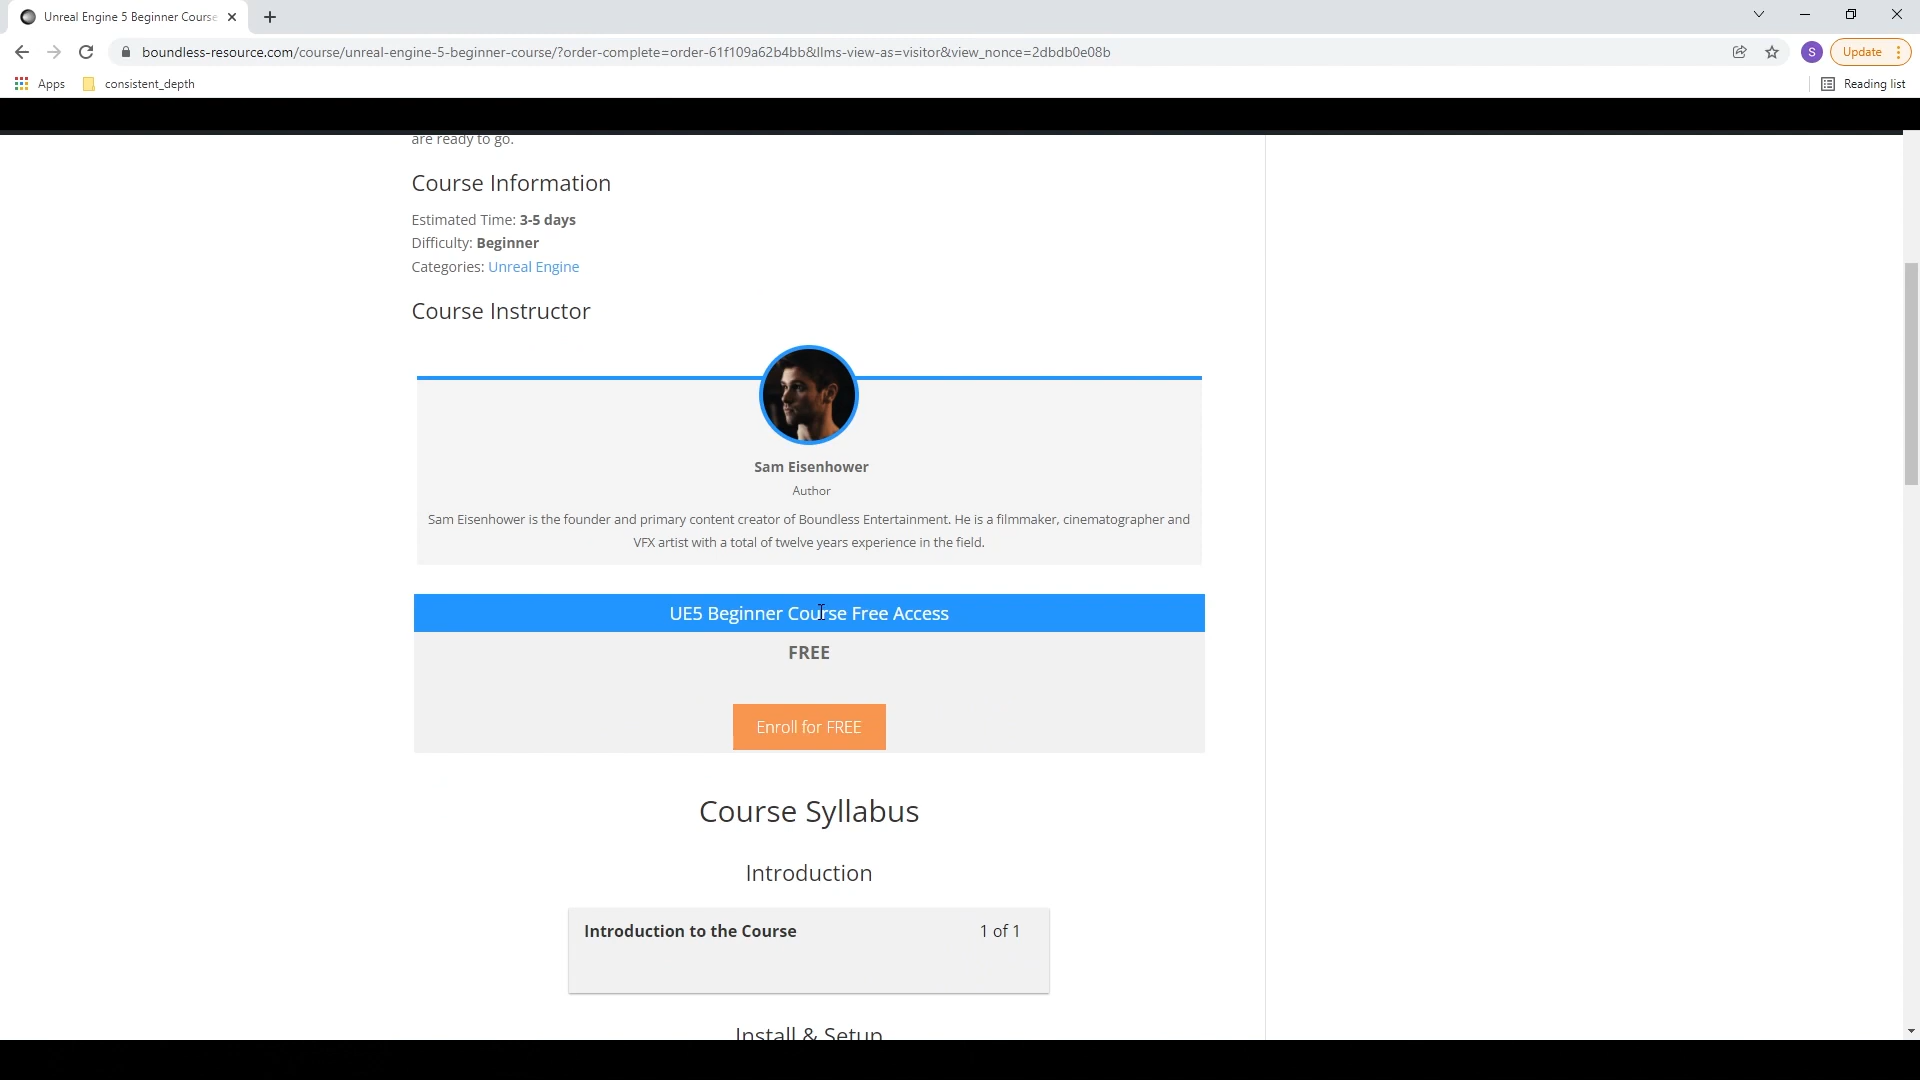 Unreal Engine 5 Beginner Course
boundless-resource.com/course/unreal-engine-5-beginner-course/?order-complete=order-61f109a62b4bb&llms-view-as=visitor&view_nonce=2dbdb0e08b
S
Update
Apps
consistent_depth
Reading list
are ready to go.
Course Information
Estimated Time: 3-5 days
Difficulty: Beginner
Categories: Unreal Engine
Course Instructor
Sam Eisenhower
Author
Sam Eisenhower is the founder and primary content creator of Boundless Entertainment. He is a filmmaker, cinematographer and
VFX artist with a total of twelve years experience in the field.
UE5 Beginner Course Free Access
FREE
Enroll for FREE
Course Syllabus
Introduction
Introduction to the Course 1 of 1
Install & Setup